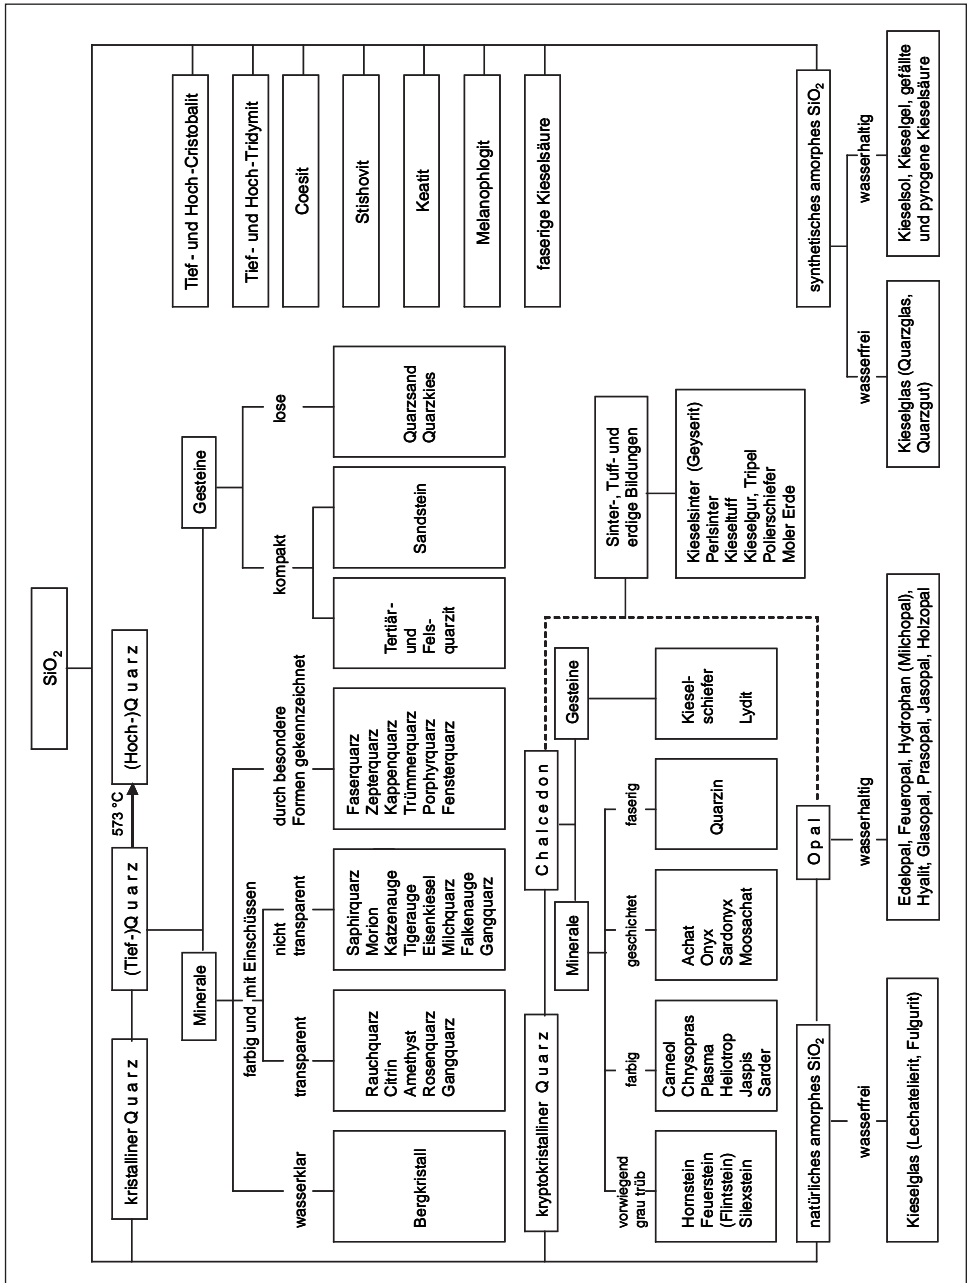 SiO₂
kristalliner Q u a r z
(Tief-)Q u a r z
573 °C
(Hoch-)Q u a r z
Tief - und Hoch -Cristobalit
Tief - und Hoch -Tridymit
Coesit
Stishovit
Keatit
Melanophlogit
faserige Kieselsäure
Minerale
Gesteine
wasserklar
farbig und mit Einschüssen
transparent
nicht
transparent
durch besondere
Formen gekennzeichnet
kompakt
lose
Bergkristall
Rauchquarz
Citrin
Amethyst
Rosenquarz
Gangquarz
Saphirquarz
Morion
Katzenauge
Tigerauge
Eisenkiesel
Milchquarz
Falkenauge
Gangquarz
Faserquarz
Zepterquarz
Kappenquarz
Trümmerquarz
Porphyrquarz
Fensterquarz
Tertiär-
und
Fels-
quarzit
Sandstein
Quarzsand
Quarzkies
kryptokristalliner Q u a r z
C h a l c e d o n
Minerale
Gesteine
vorwiegend
grau trüb
farbig
geschichtet
faserig
Hornstein
Feuerstein
(Flintstein)
Silexstein
Carneol
Chrysopras
Plasma
Heliotrop
Jaspis
Sarder
Achat
Onyx
Sardonyx
Moosachat
Quarzin
Kiesel-
schiefer
Lydit
Sinter-, Tuff- und
erdige Bildungen
Kieselsinter (Geyserit)
Perlsinter
Kieseltuff
Kieselgur, Tripel
Polierschiefer
Moler Erde
natürliches amorphes SiO₂
O p a l
wasserfrei
wasserhaltig
Kieselglas (Lechatelierit, Fulgurit)
Edelopal, Feueropal, Hydrophan (Milchopal),
Hyalit, Glasopal, Prasopal, Jasopal, Holzopal
synthetisches amorphes SiO₂
wasserfrei
wasserhaltig
Kieselglas (Quarzglas,
Quarzgut)
Kieselsol, Kieselgel, gefällte
und pyrogene Kieselsäure